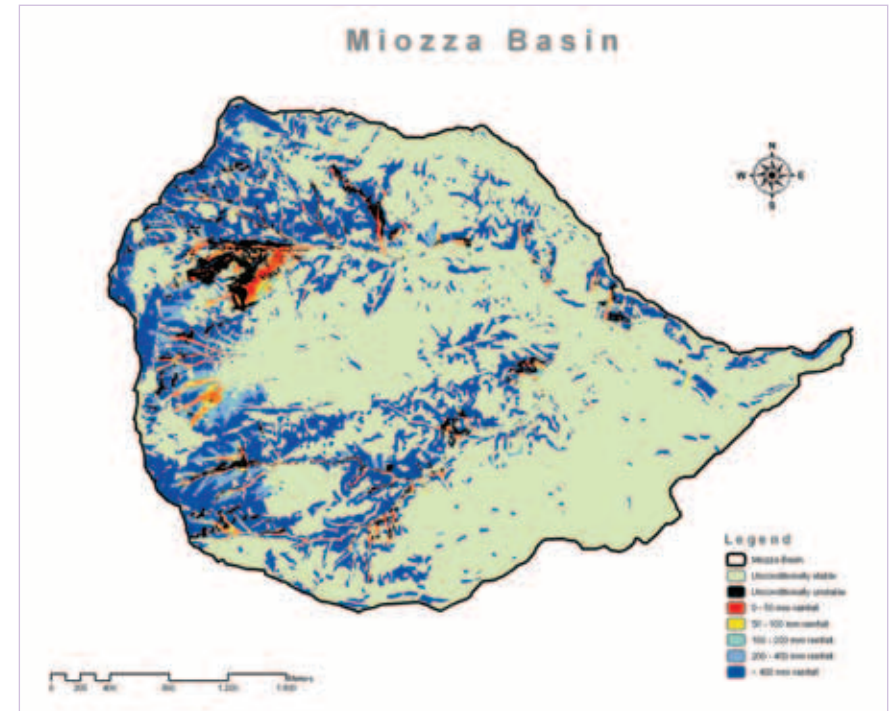 Miozza Basin
N
W E
S
Legend
Miozza Basin
Unconditionally stable
Unconditionally unstable
0 - 50 mm rainfall
50 - 100 mm rainfall
100 - 200 mm rainfall
200 - 400 mm rainfall
400 mm rainfall
Meters
0 200 400 800 1.200 1.600